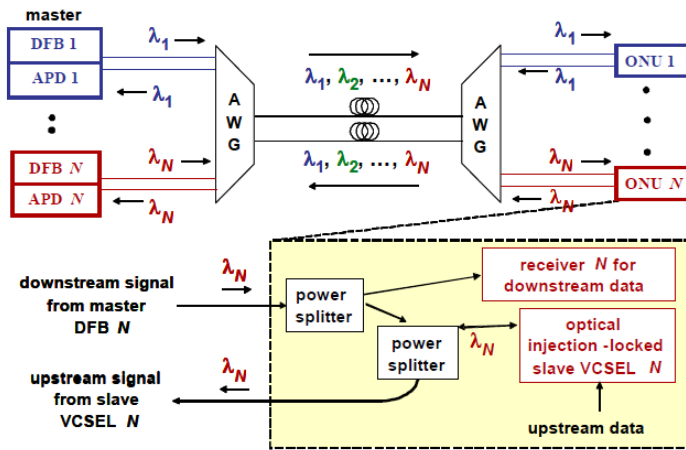 master
DFB 1
APD 1
λ1
λ1
DFB N
APD N
λN
λN
A
W
G
λ1, λ2, ..., λN
λ1, λ2, ..., λN
A
W
G
λ1
λ1
ONU 1
λN
λN
ONU N
downstream signal
from master
DFB N
λN
power
splitter
receiver N for
downstream data
power
splitter
λN
optical
injection -locked
slave VCSEL N
upstream signal
from slave
VCSEL N
λN
upstream data